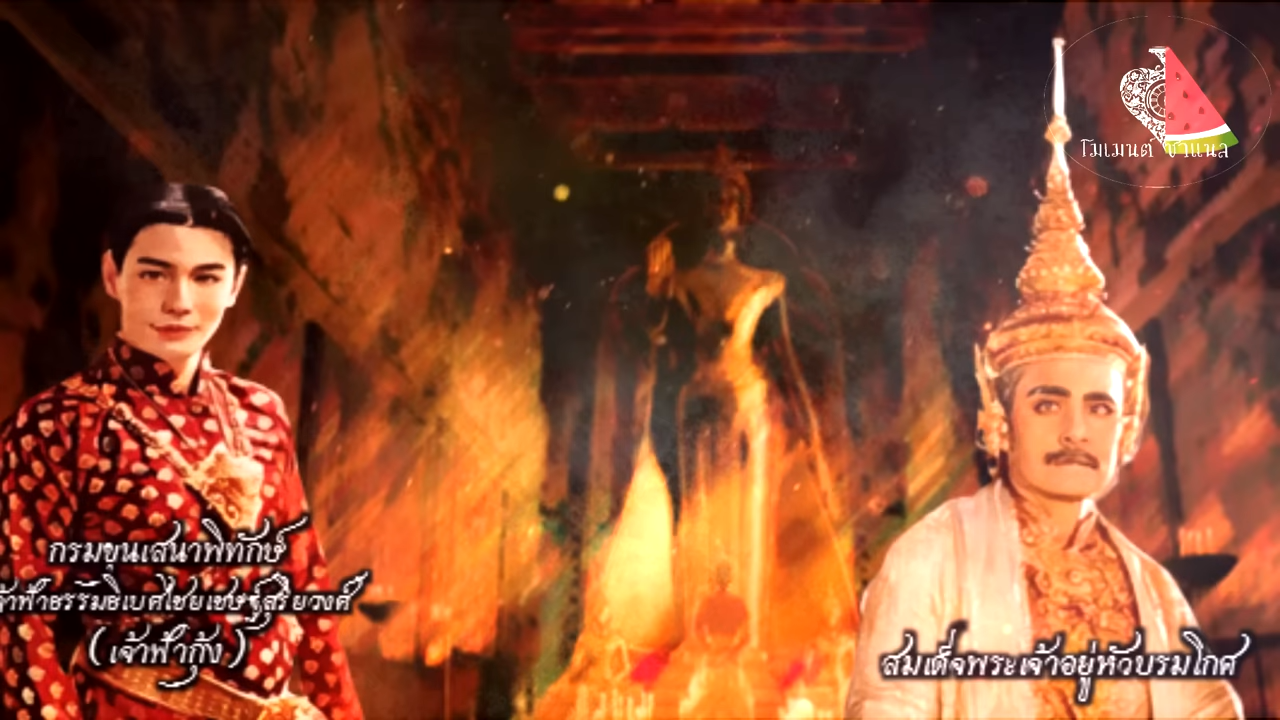 โมเมนต์ ชาแนล
กรมขุนเสนาพิทักษ์
เจ้าฟ้าธรรมธิเบศไชยเชษฐ์สุริยวงศ์
(เจ้าฟ้ากุ้ง)
สมเด็จพระเจ้าอยู่หัวบรมโกศ